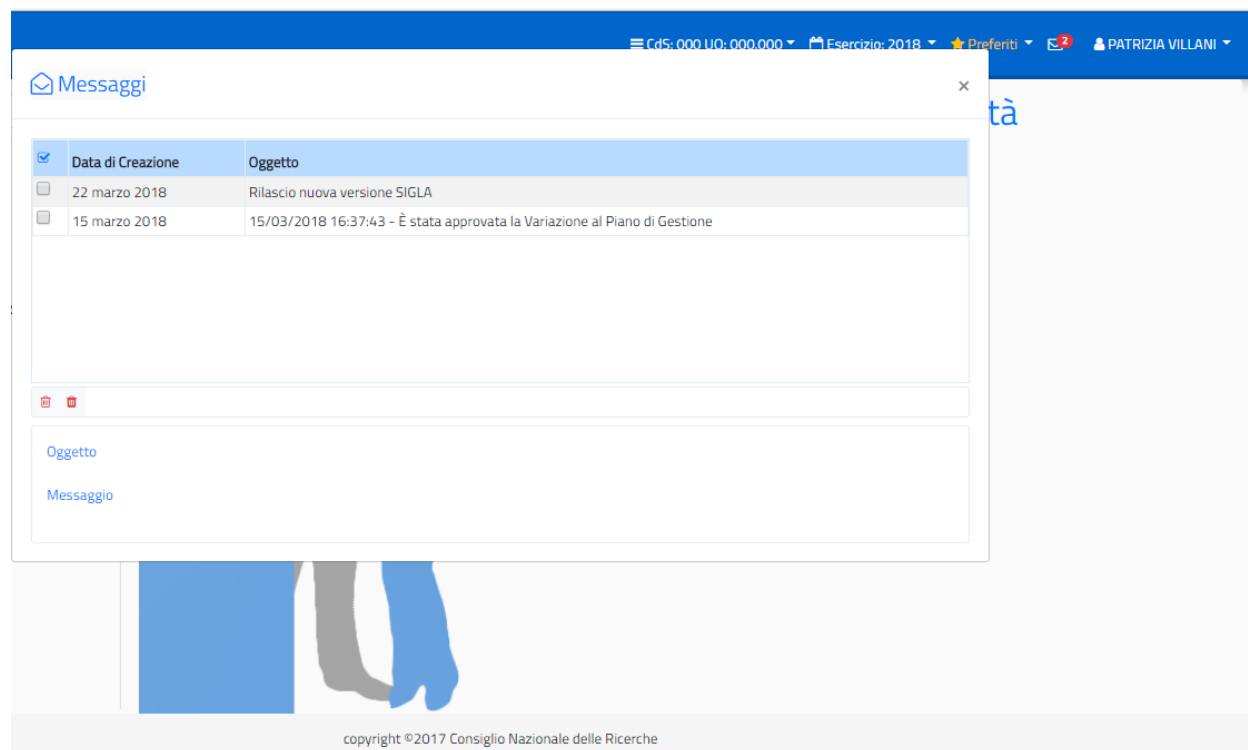 CdS: 000 UO: 000.000 Esercizio: 2018 Preferiti 2 PATRIZIA VILLANI
Messaggi ×
tà
Data di Creazione Oggetto
22 marzo 2018 Rilascio nuova versione SIGLA
15 marzo 2018 15/03/2018 16:37:43 - È stata approvata la Variazione al Piano di Gestione
Oggetto
Messaggio
copyright ©2017 Consiglio Nazionale delle Ricerche